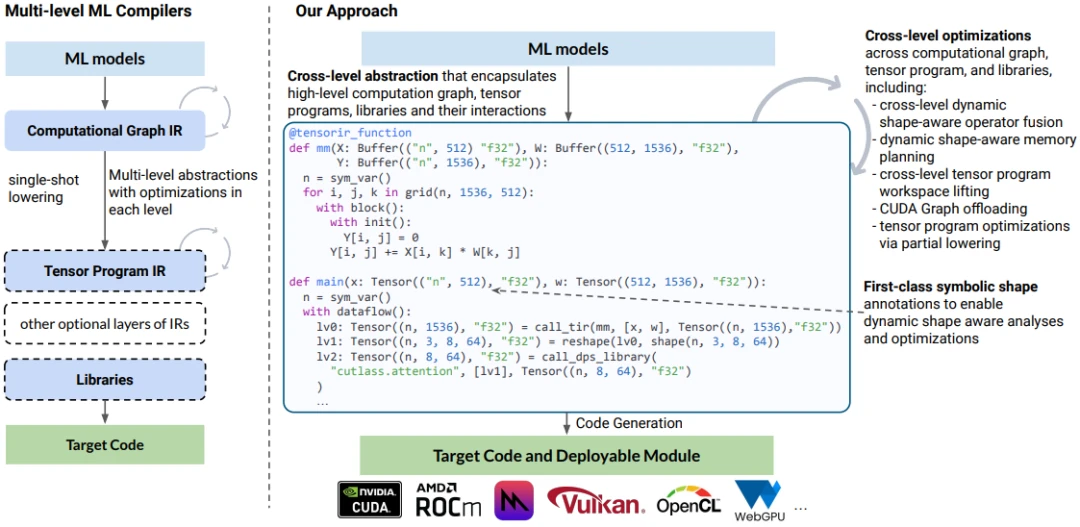 Multi-level ML Compilers
ML models
Computational Graph IR
single-shot
lowering
Multi-level abstractions
with optimizations in
each level
Tensor Program IR
other optional layers of IRs
Libraries
Target Code
Our Approach
ML models
Cross-level abstraction that encapsulates
high-level computation graph, tensor
programs, libraries and their interactions
@tensorir_function
def mm(X: Buffer(("n", 512) "f32"), W: Buffer((512, 1536), "f32"),
Y: Buffer(("n", 1536), "f32")):
n = sym_var()
for i, j, k in grid(n, 1536, 512):
with block():
with init():
Y[i, j] = 0
Y[i, j] += X[i, k] * W[k, j]
def main(x: Tensor(("n", 512), "f32"), w: Tensor((512, 1536), "f32")):
n = sym_var()
with dataflow():
lv0: Tensor((n, 1536), "f32") = call_tir(mm, [x, w], Tensor((n, 1536),"f32"))
lv1: Tensor((n, 3, 8, 64), "f32") = reshape(lv0, shape(n, 3, 8, 64))
lv2: Tensor((n, 8, 64), "f32") = call_dps_library(
"cutlass.attention", [lv1], Tensor((n, 8, 64), "f32")
)
...
Code Generation
Target Code and Deployable Module
NVIDIA.
CUDA.
AMD
ROCm
Vulkan.
OpenCL
WebGPU
...
Cross-level optimizations
across computational graph,
tensor program, and libraries,
including:
- cross-level dynamic
shape-aware operator fusion
- dynamic shape-aware memory
planning
- cross-level tensor program
workspace lifting
- CUDA Graph offloading
- tensor program optimizations
via partial lowering
First-class symbolic shape
annotations to enable
dynamic shape aware analyses
and optimizations